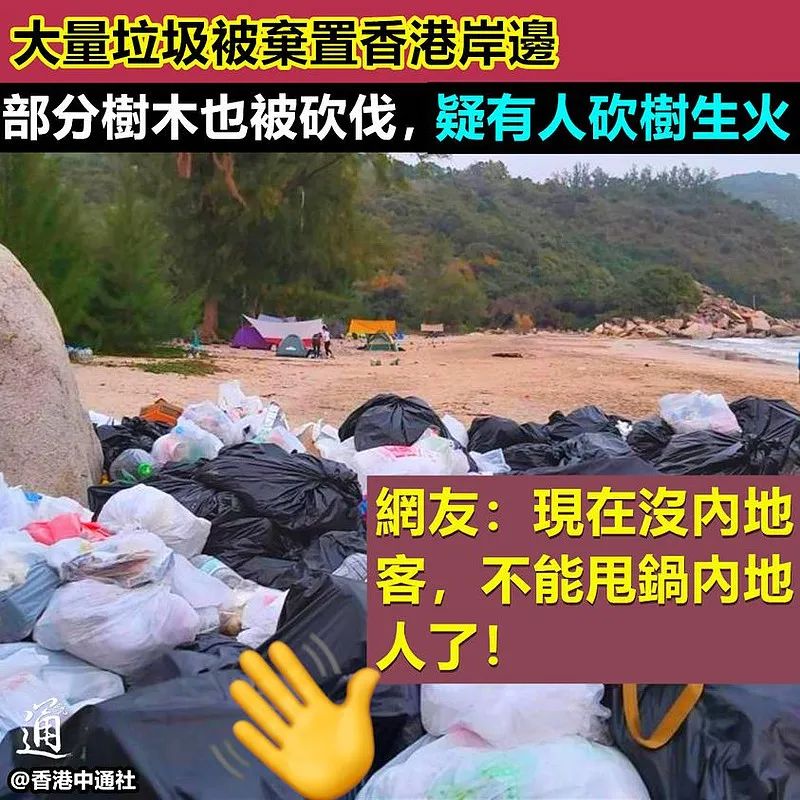 大量垃圾被棄置香港岸邊
部分樹木也被砍伐，疑有人砍樹生火
網友：現在沒內地
客，不能甩鍋內地
人了！
通
@香港中通社